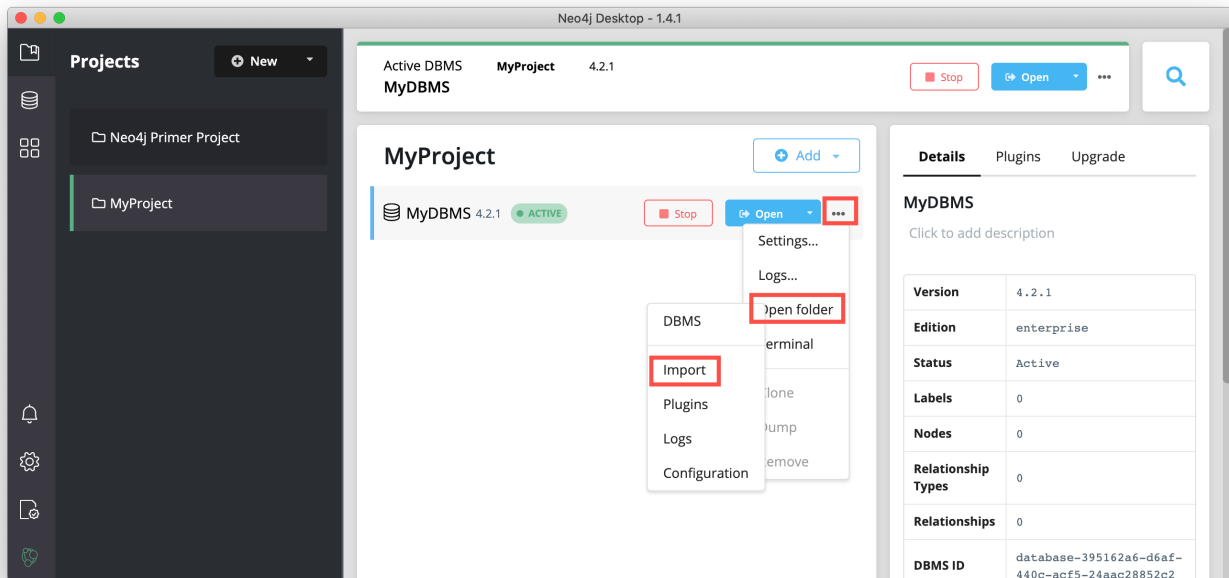 Neo4j Desktop - 1.4.1
Projects
New
Neo4j Primer Project
MyProject
Active DBMS MyProject 4.2.1
MyDBMS
Stop
Open
MyProject
Add
MyDBMS 4.2.1 ACTIVE
Stop
Open
Settings...
Logs...
Open folder
Terminal
Clone
Dump
Remove
DBMS
Import
Plugins
Logs
Configuration
Details Plugins Upgrade
MyDBMS
Click to add description
Version 4.2.1
Edition enterprise
Status Active
Labels 0
Nodes 0
Relationship
Types 0
Relationships 0
DBMS ID database-395162a6-d6af-
440c-acf5-24aac28852c2